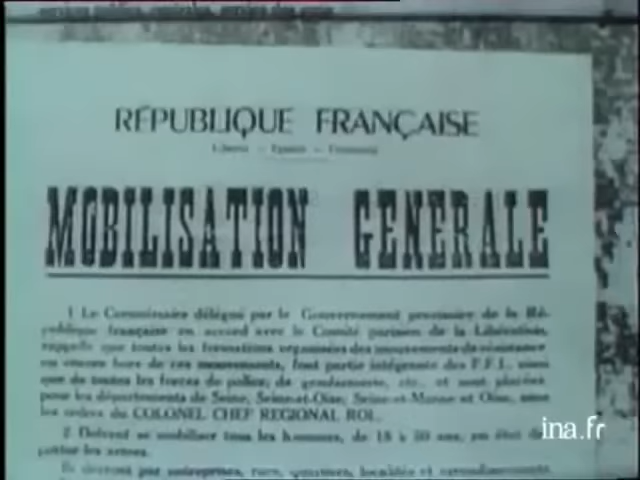 RÉPUBLIQUE FRANÇAISE
Liberté - Egalité - Fraternité
MOBILISATION GENERALE
1 Le Commissaire délégué par le Gouvernement provisoire de la Ré-
publique française en accord avec le Comité parisien de la Libération,
rappelle que toutes les formations organisées des mouvements de résistance
ou encore hors de ces mouvements, font partie intégrante des F.F.I., ainsi
que de toutes les forces de police, de gendarmerie, etc., et sont placées
pour les départements de Seine, Seine-et-Oise, Seine-et-Marne et Oise, sous
les ordres du COLONEL CHEF REGIONAL ROL.
2 Doivent se mobiliser tous les hommes, de 18 à 50 ans, en état de
porter les armes.
Ils devront par entreprises, rues, quartiers, localités et arrondissements
ina.fr